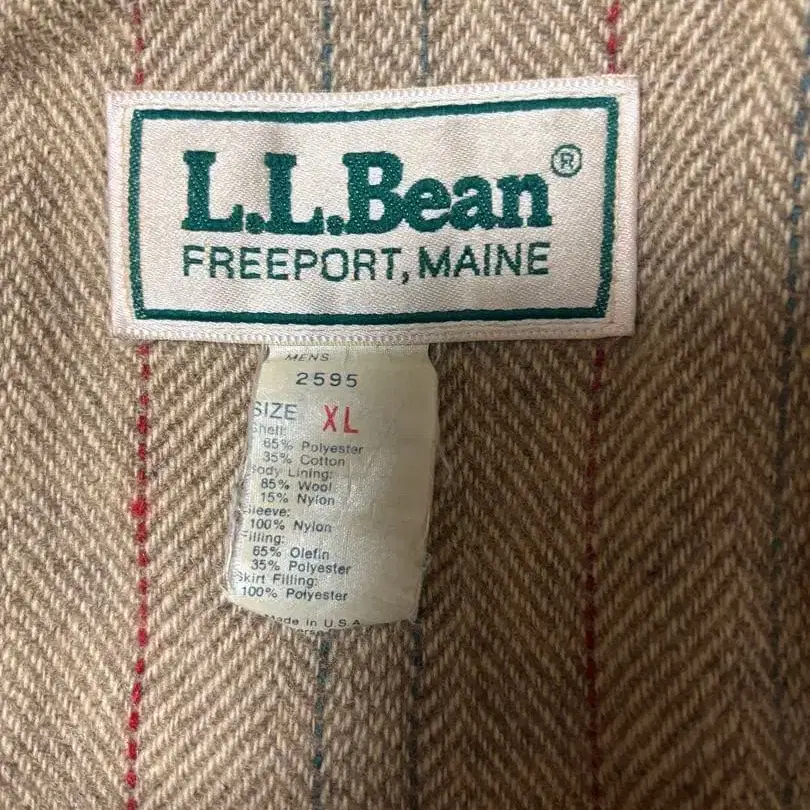 L.L.Bean®
FREEPORT, MAINE
MENS
2595
SIZE XL
Shell:
65% Polyester
35% Cotton
Body Lining:
85% Wool
15% Nylon
Sleeve:
100% Nylon
Filling:
65% Olefin
35% Polyester
Skirt Filling:
100% Polyester
Made in U.S.A.